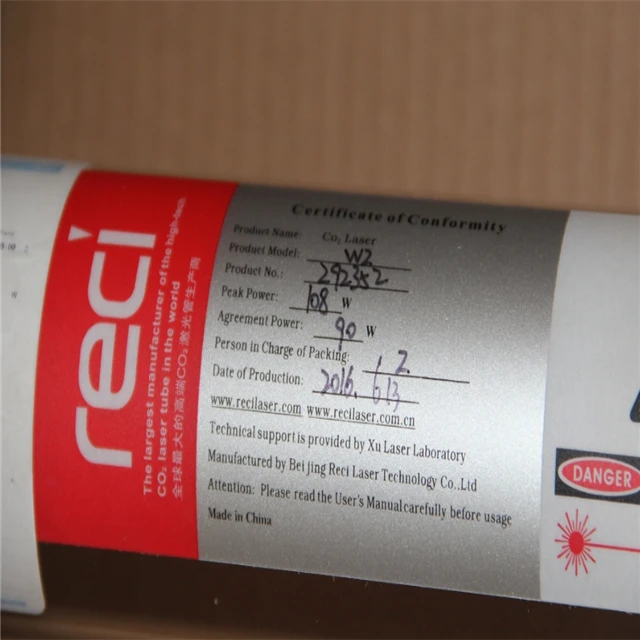 reci
The largest manufacturer of the high-tech
CO₂ laser tube in the world
全球最大的高端CO₂激光管生产商
Certificate of Conformity
Product Name: Co₂ Laser
Product Model: W2
Product No.: 292352
Peak Power: 108 W
Agreement Power: 90 W
Person in Charge of Packing: 12
Date of Production: 2016. 6 13
www.recilaser.com www.recilaser.com.cn
Technical support is provided by Xu Laser Laboratory
Manufactured by Bei jing Reci Laser Technology Co.,Ltd
Attention: Please read the User's Manualcarefully before usage
Made in China
DANGER